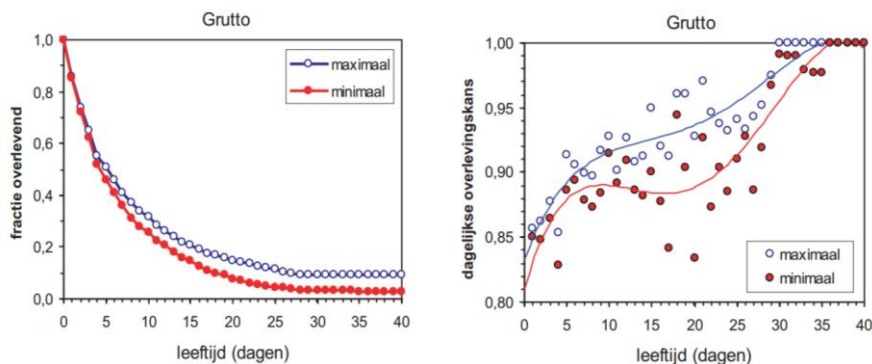 Grutto
1,0
0,8
0,6
0,4
0,2
0,0
fractie overlevend
maximaal
minimaal
0 5 10 15 20 25 30 35 40
leeftijd (dagen)
Grutto
1,00
0,95
0,90
0,85
0,80
dagelijkse overlevingskans
maximaal
minimaal
0 5 10 15 20 25 30 35 40
leeftijd (dagen)